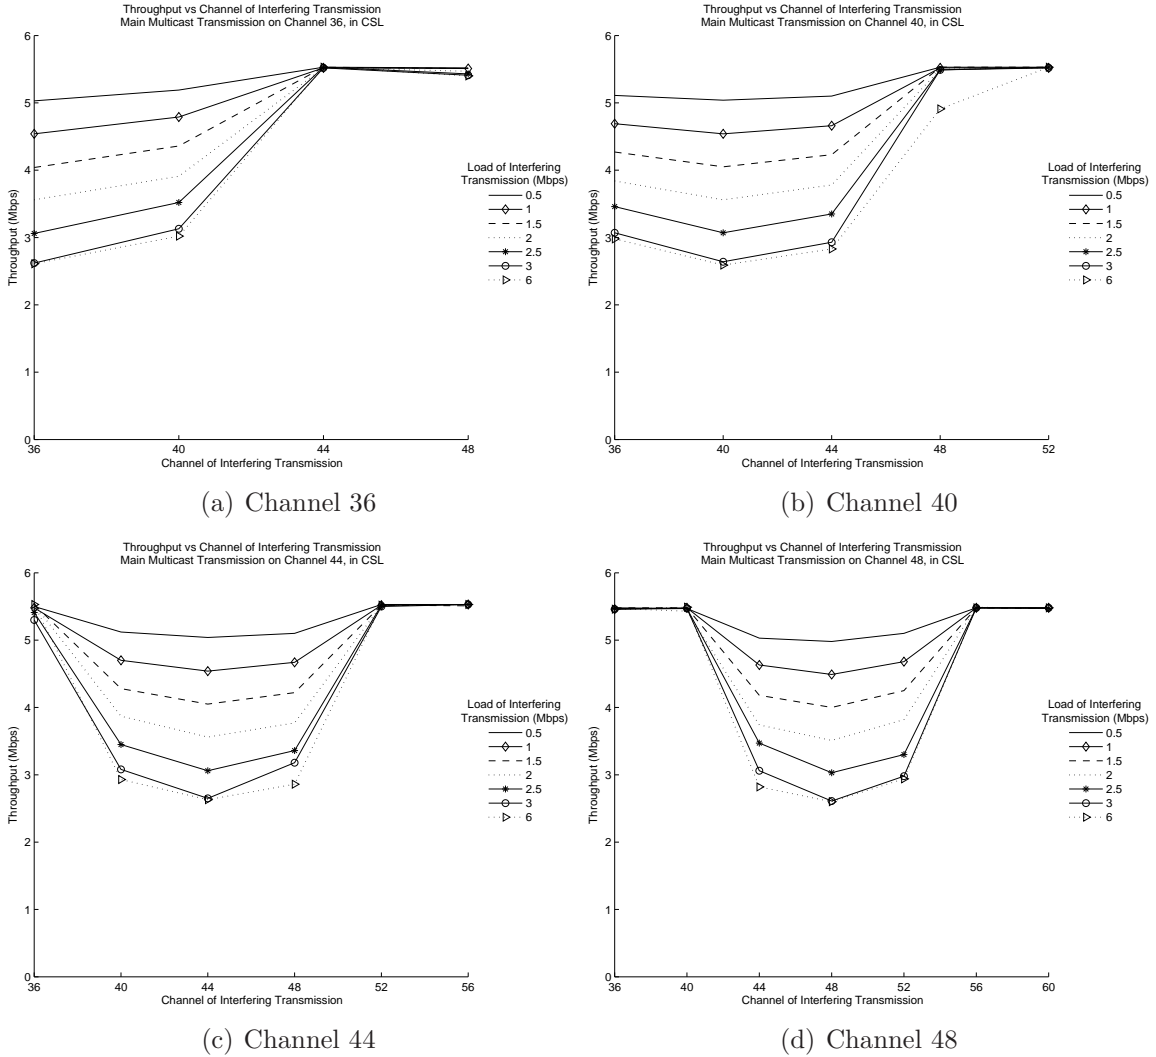 Throughput vs Channel of Interfering Transmission
Main Multicast Transmission on Channel 36, in CSL
6
5
4
3
2
1
0
Throughput (Mbps)
36 40 44 48
Channel of Interfering Transmission
Load of Interfering
Transmission (Mbps)
0.5
1
1.5
2
2.5
3
6
(a) Channel 36
Throughput vs Channel of Interfering Transmission
Main Multicast Transmission on Channel 40, in CSL
6
5
4
3
2
1
0
Throughput (Mbps)
36 40 44 48 52
Channel of Interfering Transmission
Load of Interfering
Transmission (Mbps)
0.5
1
1.5
2
2.5
3
6
(b) Channel 40
Throughput vs Channel of Interfering Transmission
Main Multicast Transmission on Channel 44, in CSL
6
5
4
3
2
1
0
Throughput (Mbps)
36 40 44 48 52 56
Channel of Interfering Transmission
Load of Interfering
Transmission (Mbps)
0.5
1
1.5
2
2.5
3
6
(c) Channel 44
Throughput vs Channel of Interfering Transmission
Main Multicast Transmission on Channel 48, in CSL
6
5
4
3
2
1
0
Throughput (Mbps)
36 40 44 48 52 56 60
Channel of Interfering Transmission
Load of Interfering
Transmission (Mbps)
0.5
1
1.5
2
2.5
3
6
(d) Channel 48